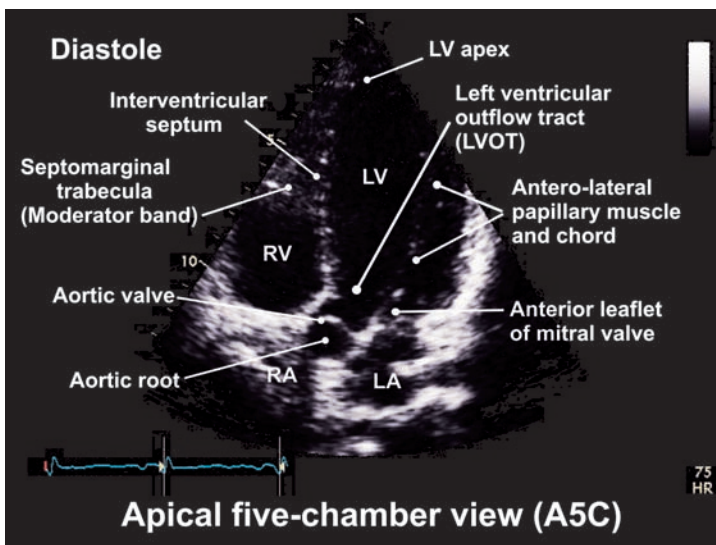 Diastole
LV apex
Interventricular
septum
Left ventricular
outflow tract
(LVOT)
5
Septomarginal
trabecula
(Moderator band)
LV
Antero-lateral
papillary muscle
and chord
RV
10
Aortic valve
Anterior leaflet
of mitral valve
Aortic root
RA
LA
75
HR
Apical five-chamber view (A5C)